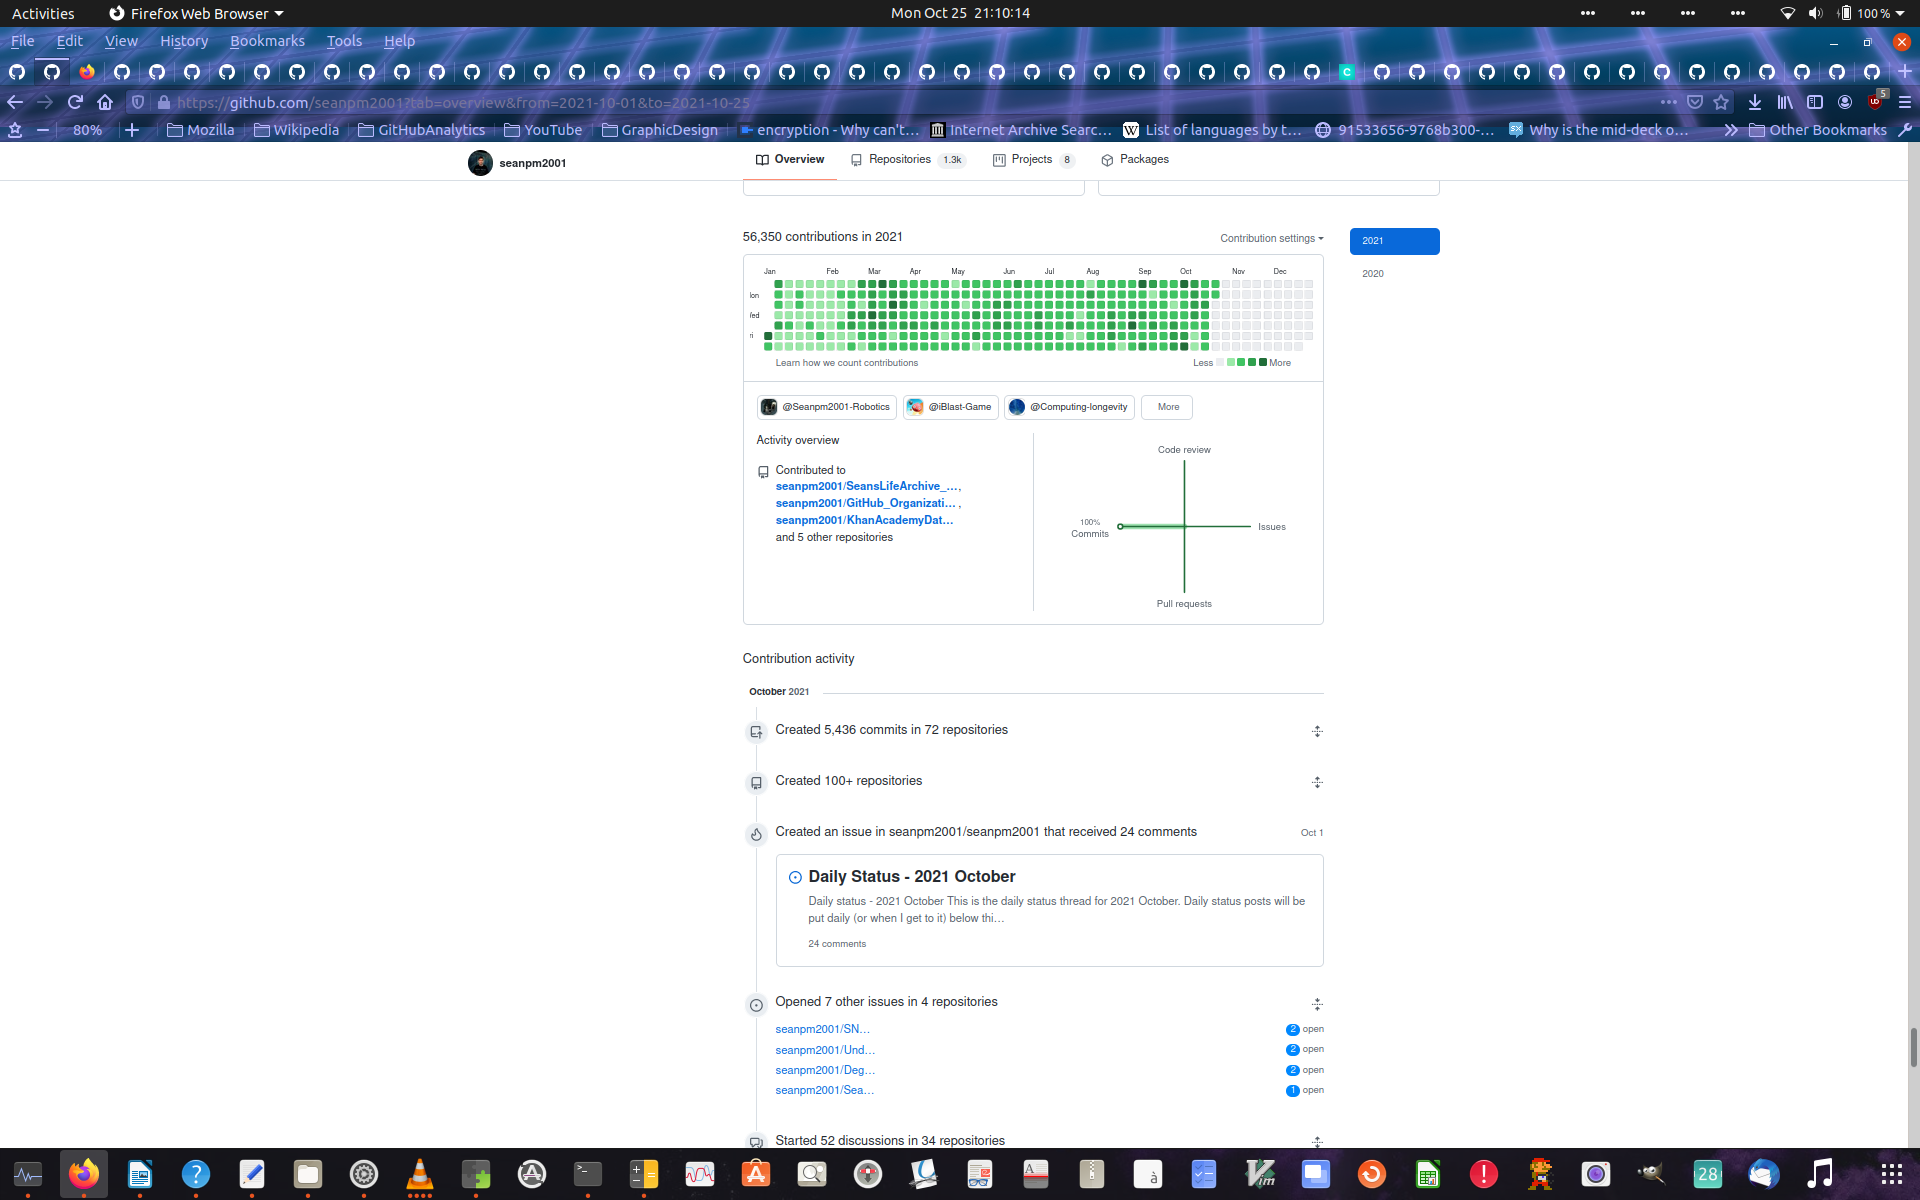 Activities
Firefox Web Browser
Mon Oct 25 21:10:14
100 %
File Edit View History Bookmarks Tools Help
https://github.com/seanpm2001?tab=overview&from=2021-10-01&to=2021-10-25
5
80%
Mozilla
Wikipedia
GitHubAnalytics
YouTube
GraphicDesign
encryption - Why can't…
Internet Archive Searc…
List of languages by t…
91533656-9768b300-…
Why is the mid-deck o…
Other Bookmarks
seanpm2001
Overview
Repositories 1.3k
Projects 8
Packages
56,350 contributions in 2021
Contribution settings
2021
2020
Jan Feb Mar Apr May Jun Jul Aug Sep Oct Nov Dec
Learn how we count contributions
Less More
@Seanpm2001-Robotics
@iBlast-Game
@Computing-longevity
More
Activity overview
Contributed to
seanpm2001/SeansLifeArchive_…,
seanpm2001/GitHub_Organizati… ,
seanpm2001/KhanAcademyDat…
and 5 other repositories
Code review
100%
Commits
Issues
Pull requests
Contribution activity
October 2021
Created 5,436 commits in 72 repositories
Created 100+ repositories
Created an issue in seanpm2001/seanpm2001 that received 24 comments
Oct 1
Daily Status - 2021 October
Daily status - 2021 October This is the daily status thread for 2021 October. Daily status posts will be
put daily (or when I get to it) below thi…
24 comments
Opened 7 other issues in 4 repositories
seanpm2001/SN… 2 open
seanpm2001/Und… 2 open
seanpm2001/Deg… 2 open
seanpm2001/Sea… 1 open
Started 52 discussions in 34 repositories
28